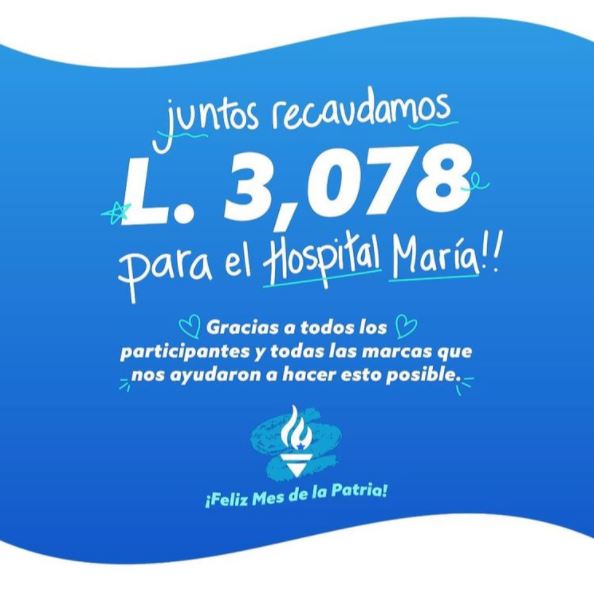 juntos recaudamos
L. 3,078
para el Hospital María!!
Gracias a todos los
participantes y todas las marcas que
nos ayudaron a hacer esto posible.
¡Feliz Mes de la Patria!